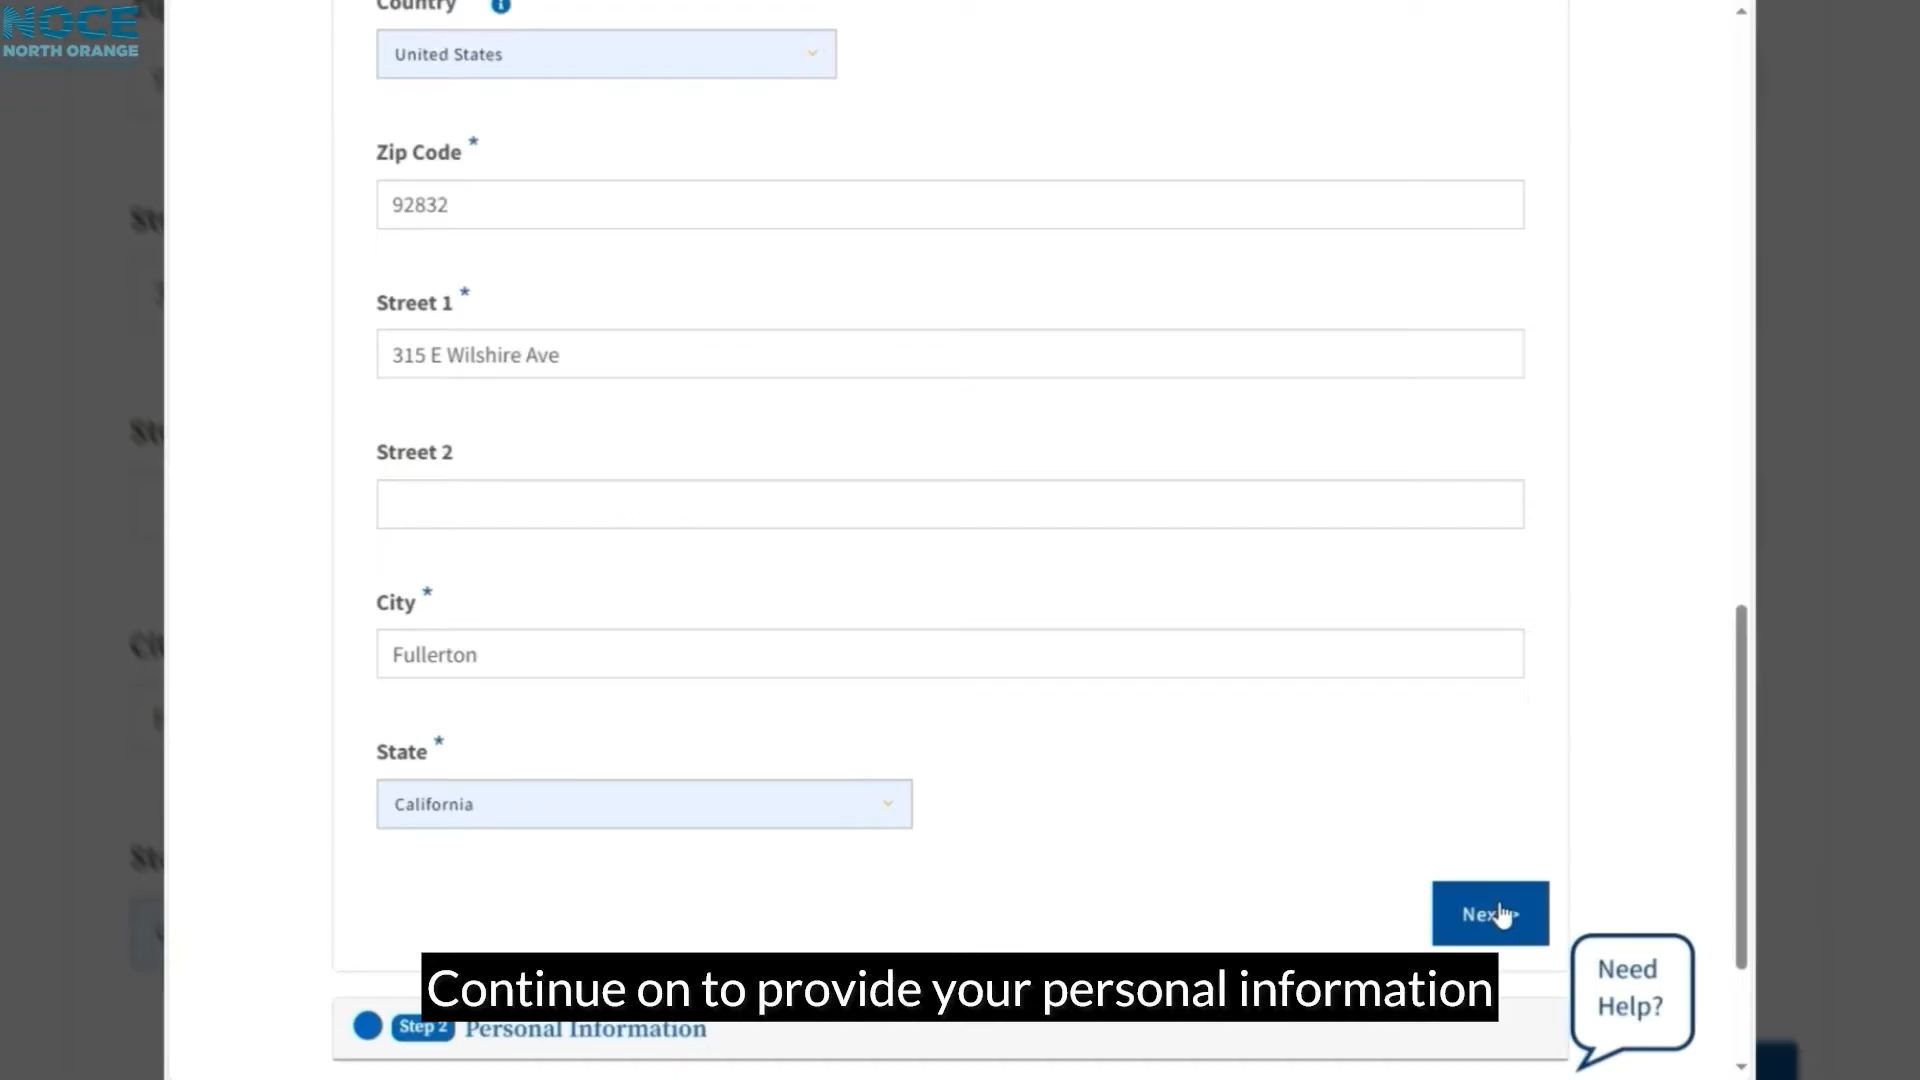 NOCE
NORTH ORANGE
Country
United States
Zip Code *
92832
Street 1 *
315 E Wilshire Ave
Street 2
City *
Fullerton
State *
California
Need
Help?
Continue on to provide your personal information
Step 2 Personal Information